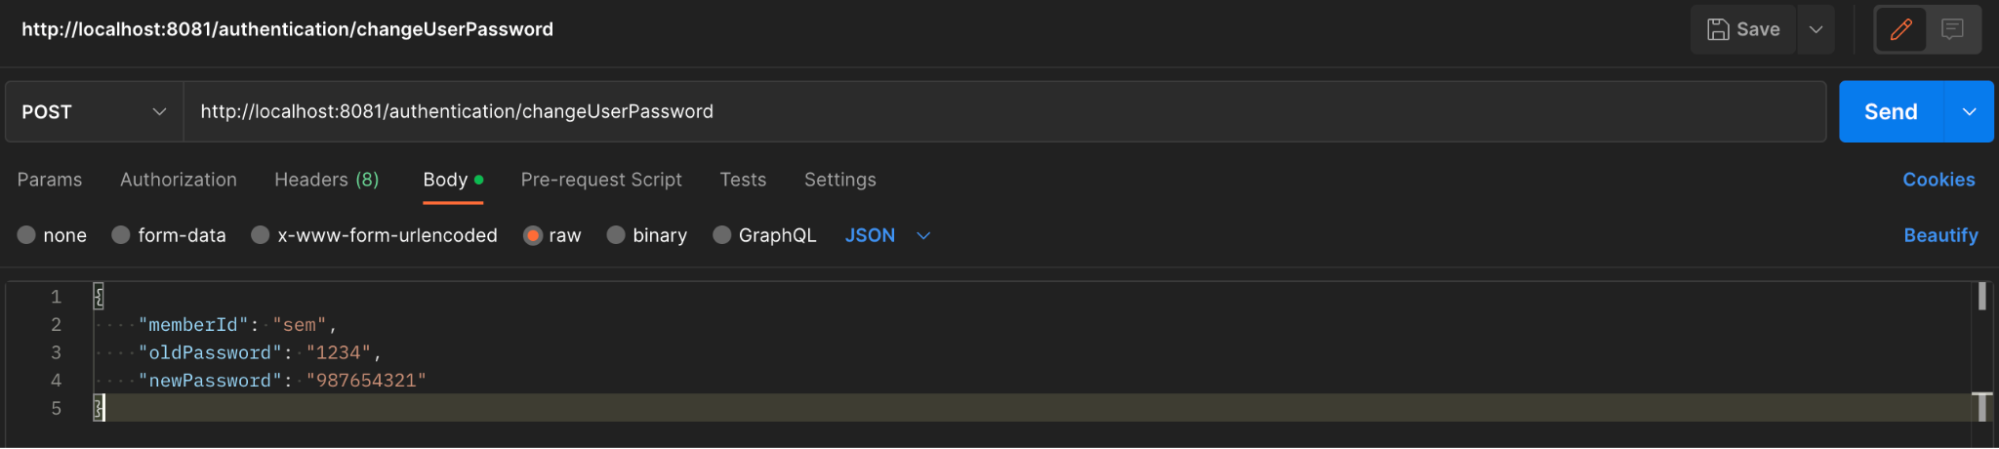 http://localhost:8081/authentication/changeUserPassword Save
POST http://localhost:8081/authentication/changeUserPassword Send
Params Authorization Headers (8) Body Pre-request Script Tests Settings Cookies
none form-data x-www-form-urlencoded raw binary GraphQL JSON Beautify
1 {
2 "memberId": "sem",
3 "oldPassword": "1234",
4 "newPassword": "987654321"
5 }